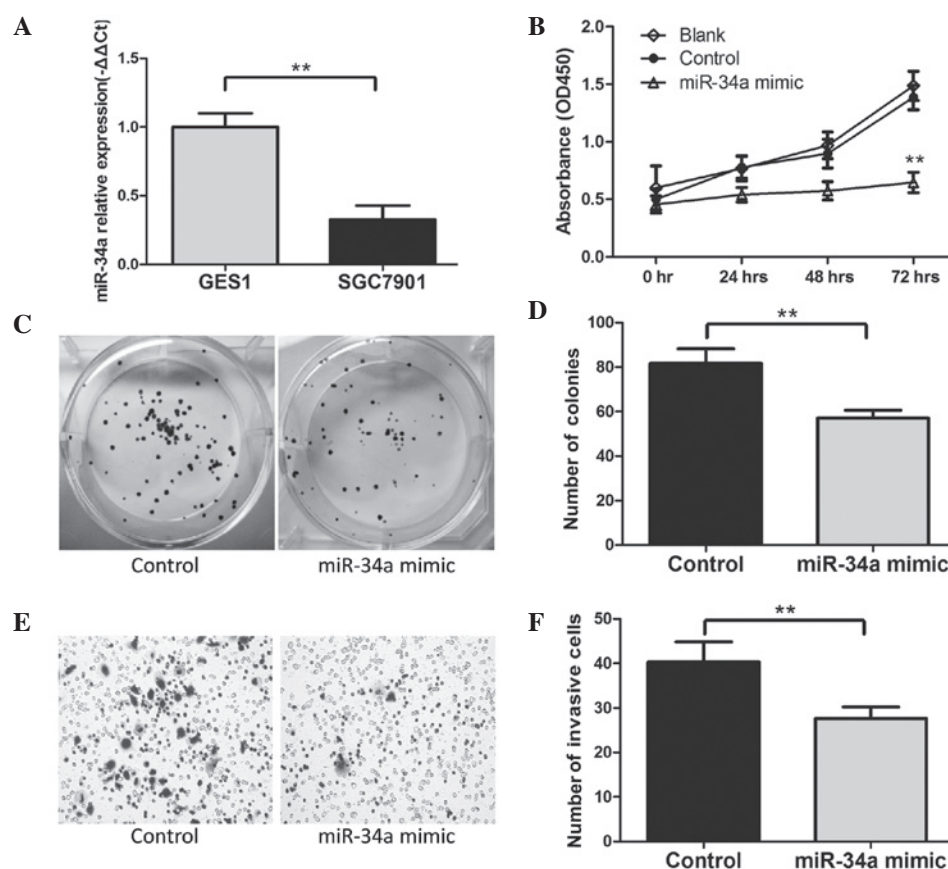 A
miR-34a relative expression(-ΔΔCt)
1.5
1.0
0.5
0.0
**
GES1
SGC7901
B
Absorbance (OD450)
2.0
1.5
1.0
0.5
0.0
Blank
Control
miR-34a mimic
**
0 hr
24 hrs
48 hrs
72 hrs
C
Control
miR-34a mimic
D
Number of colonies
100
80
60
40
20
0
**
Control
miR-34a mimic
E
Control
miR-34a mimic
F
Number of invasive cells
50
40
30
20
10
0
**
Control
miR-34a mimic